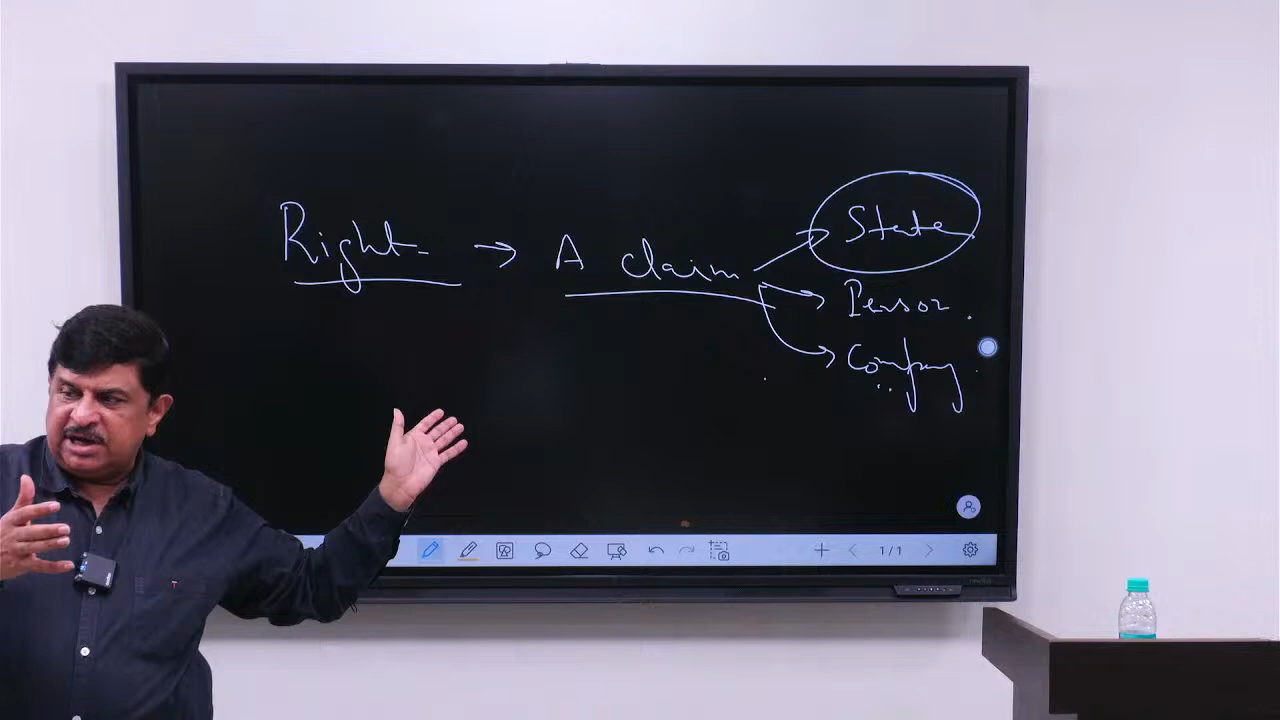 Right → A claim → State
→ Person
→ Company
1/1